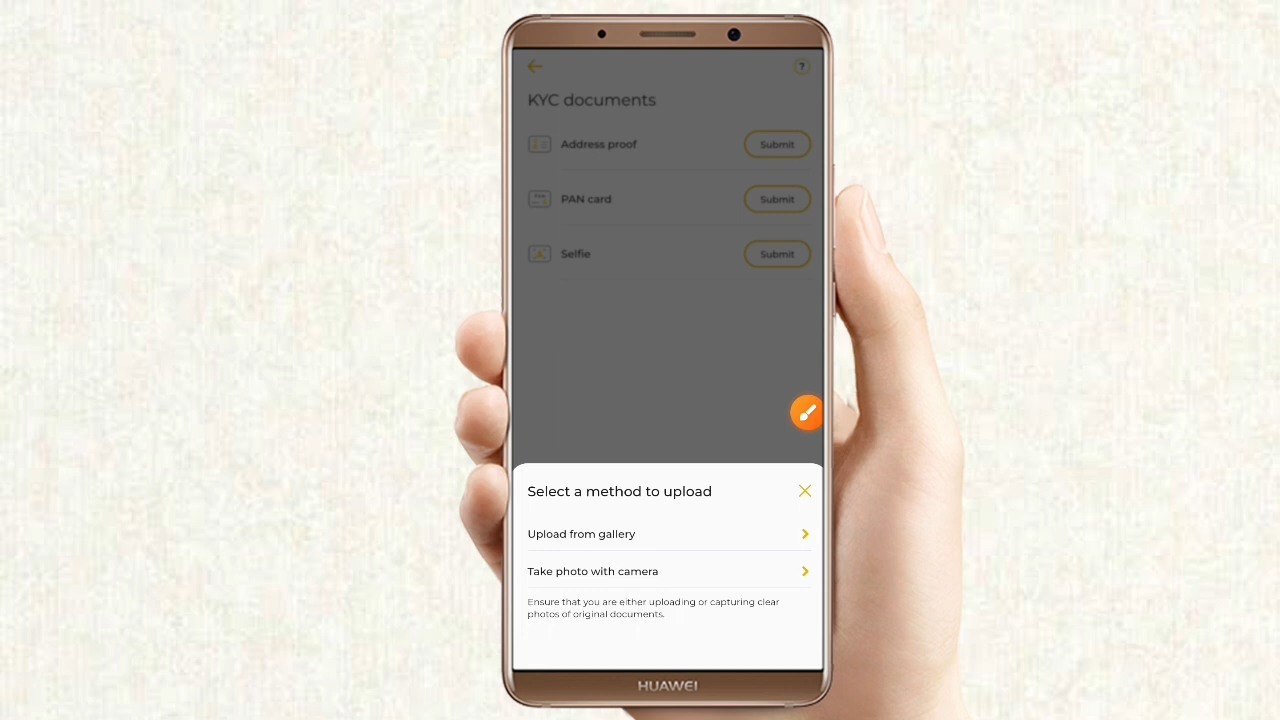 ?
KYC documents
Address proof
Submit
PAN card
Submit
Selfie
Submit
Select a method to upload
Upload from gallery
Take photo with camera
Ensure that you are either uploading or capturing clear
photos of original documents.
HUAWEI